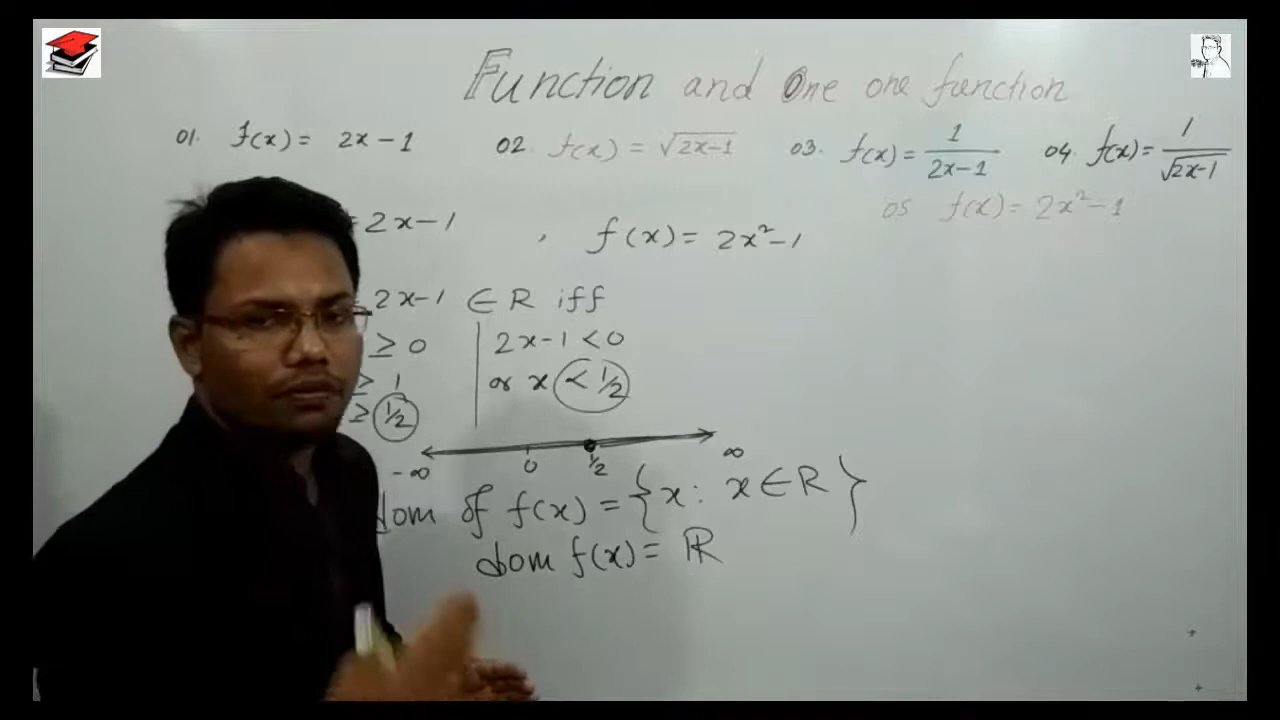 Function and One one function
01. f(x) = 2x - 1
02. f(x) = √(2x-1)
03. f(x) = 1/(2x-1)
04. f(x) = 1/√(2x-1)
05 f(x) = 2x² - 1
= 2x - 1 , f(x) = 2x² - 1
2x-1 ∈ R iff
≥ 0 | 2x-1 < 0
≥ 1 | or x < 1/2
≥ 1/2
-∞ 0 1/2 ∞
dom of f(x) = {x : x ∈ R}
dom f(x) = ℝ